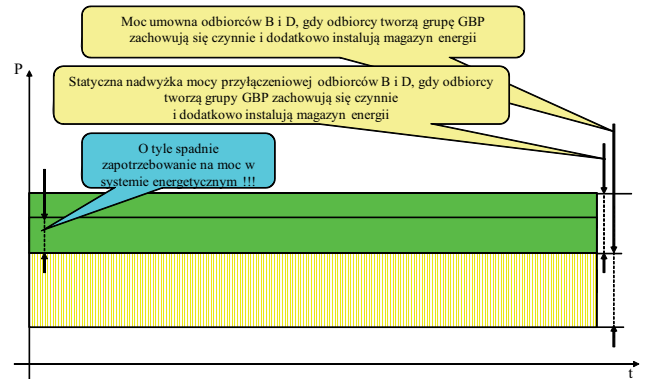 Moc umowna odbiorców B i D, gdy odbiorcy tworzą grupę GBP
zachowują się czynnie i dodatkowo instalują magazyn energii
P
Statyczna nadwyżka mocy przyłączeniowej odbiorców B i D, gdy odbiorcy
tworzą grupy GBP zachowują się czynnie
i dodatkowo instalują magazyn energii
O tyle spadnie
zapotrzebowanie na moc w
systemie energetycznym !!!
t